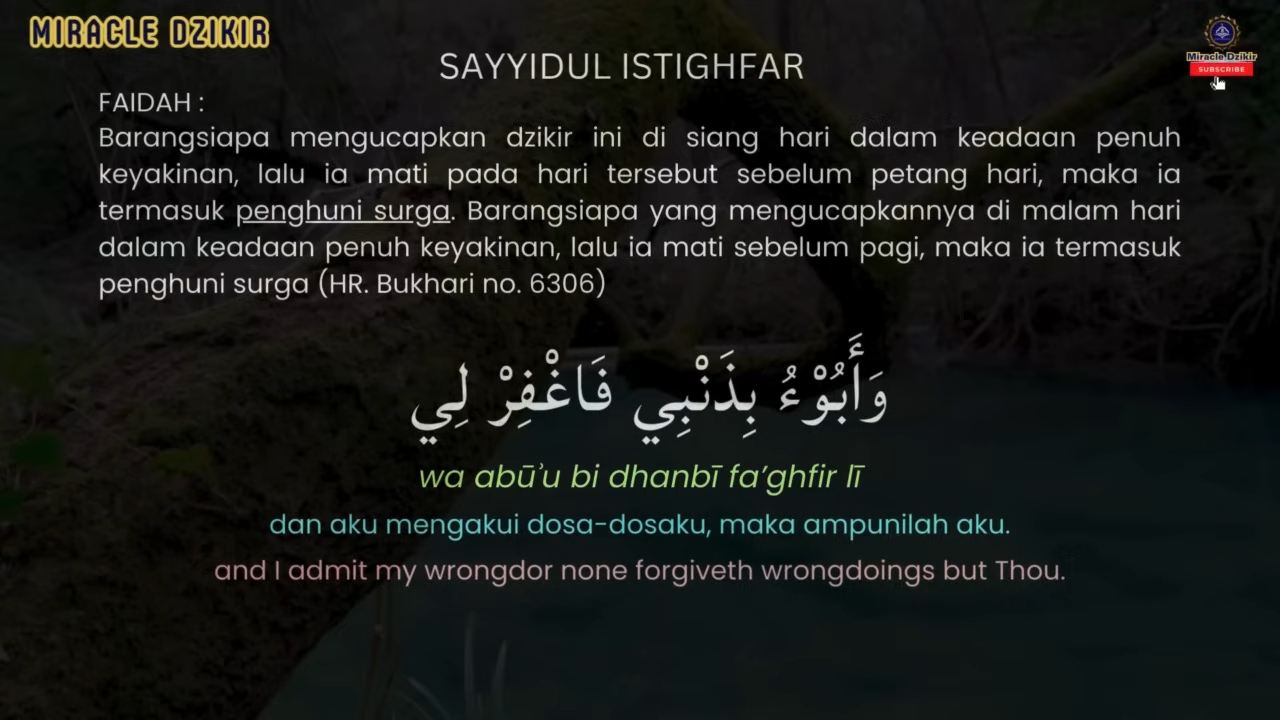 MIRACLE DZIKIR
Miracle Dzikir
SUBSCRIBE
SAYYIDUL ISTIGHFAR
FAIDAH :
Barangsiapa mengucapkan dzikir ini di siang hari dalam keadaan penuh
keyakinan, lalu ia mati pada hari tersebut sebelum petang hari, maka ia
termasuk penghuni surga. Barangsiapa yang mengucapkannya di malam hari
dalam keadaan penuh keyakinan, lalu ia mati sebelum pagi, maka ia termasuk
penghuni surga (HR. Bukhari no. 6306)
وَأَبُوْءُ بِذَنْبِي فَاغْفِرْ لِي
wa abūʾu bi dhanbī fa’ghfir lī
dan aku mengakui dosa-dosaku, maka ampunilah aku.
and I admit my wrongdor none forgiveth wrongdoings but Thou.